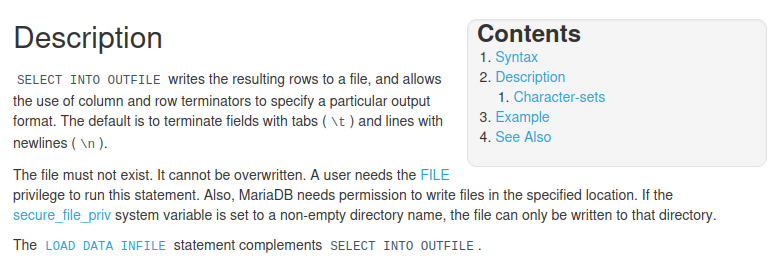 Description
SELECT INTO OUTFILE writes the resulting rows to a file, and allows
the use of column and row terminators to specify a particular output
format. The default is to terminate fields with tabs ( \t ) and lines with
newlines ( \n ).
Contents
1. Syntax
2. Description
1. Character-sets
3. Example
4. See Also
The file must not exist. It cannot be overwritten. A user needs the FILE
privilege to run this statement. Also, MariaDB needs permission to write files in the specified location. If the
secure_file_priv system variable is set to a non-empty directory name, the file can only be written to that directory.
The LOAD DATA INFILE statement complements SELECT INTO OUTFILE .